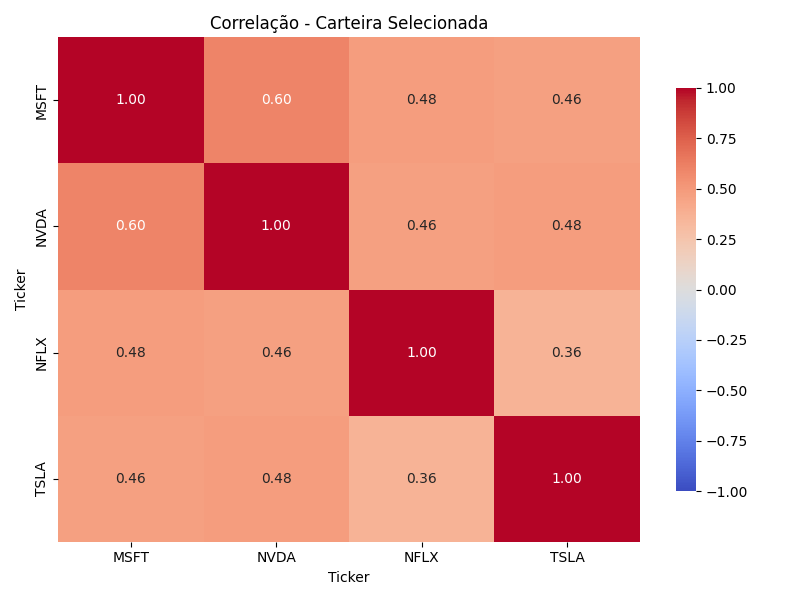 Correlação - Carteira Selecionada
MSFT 1.00 0.60 0.48 0.46
NVDA 0.60 1.00 0.46 0.48
NFLX 0.48 0.46 1.00 0.36
TSLA 0.46 0.48 0.36 1.00
MSFT NVDA NFLX TSLA
Ticker
Ticker
1.00
0.75
0.50
0.25
0.00
−0.25
−0.50
−0.75
−1.00